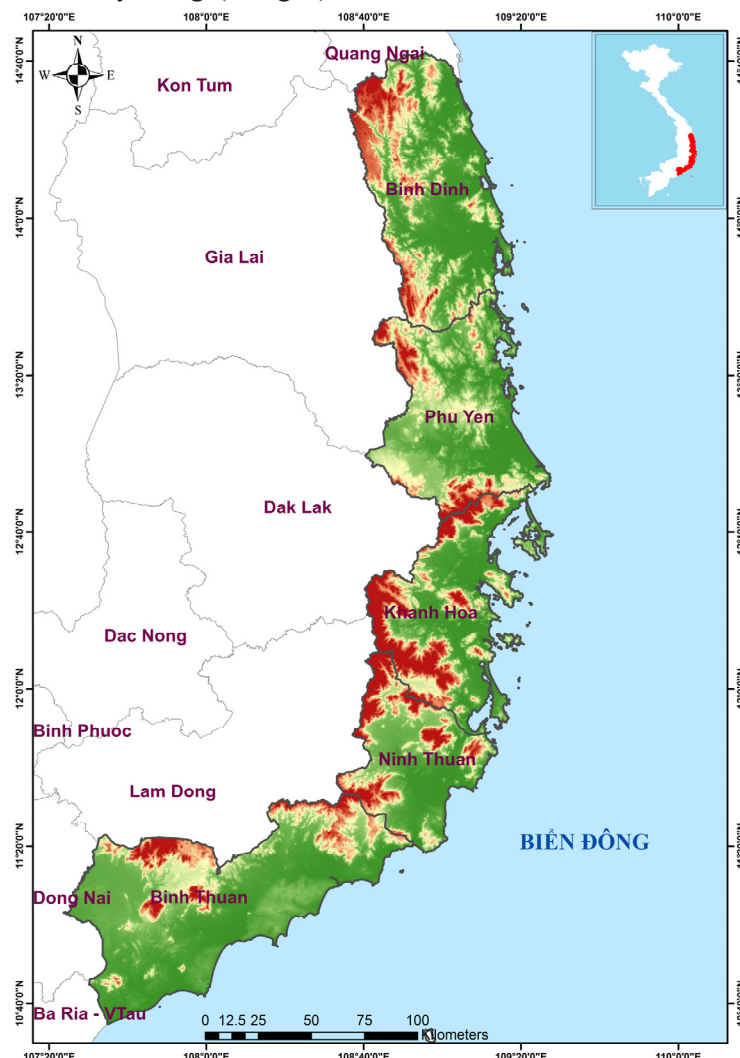 107°20'0"E 108°0'0"E 108°40'0"E 109°20'0"E 110°0'0"E
14°40'0"N
N
W E
S
Quang Ngai
Kon Tum
Binh Dinh
14°0'0"N
Gia Lai
13°20'0"N
Phu Yen
Dak Lak
12°40'0"N
Khanh Hoa
Dac Nong
12°0'0"N
Binh Phuoc
Ninh Thuan
Lam Dong
11°20'0"N
BIỂN ĐÔNG
Dong Nai
Binh Thuan
10°40'0"N
Ba Ria - VTau
0 12.5 25 50 75 100
Kilometers
107°20'0"E 108°0'0"E 108°40'0"E 109°20'0"E 110°0'0"E